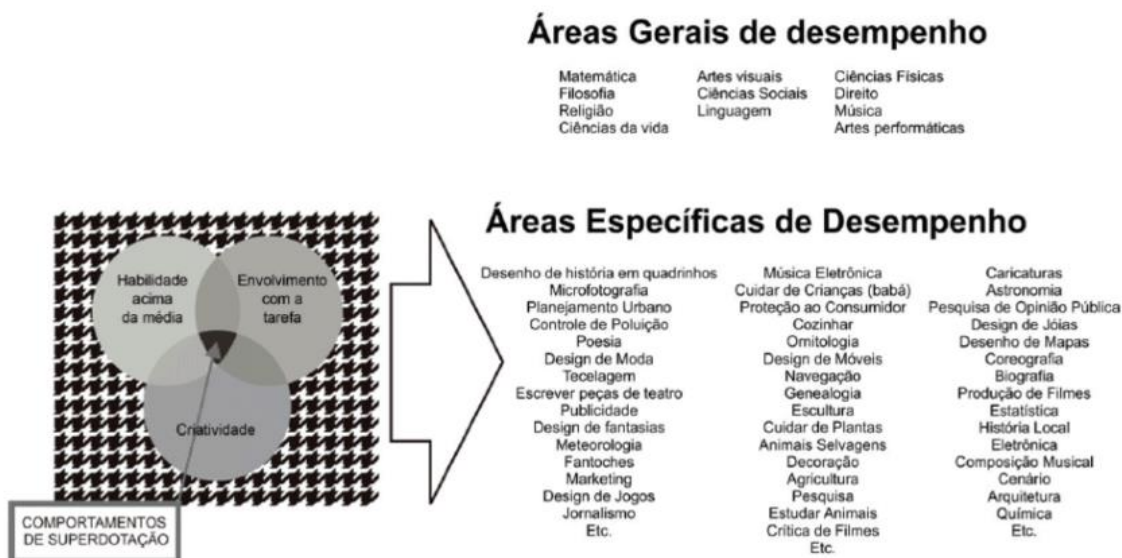 Áreas Gerais de desempenho
Matemática
Filosofia
Religião
Ciências da vida
Artes visuais
Ciências Sociais
Linguagem
Ciências Físicas
Direito
Música
Artes performáticas
Habilidade
acima
da média
Envolvimento
com a
tarefa
Criatividade
COMPORTAMENTOS
DE SUPERDOTAÇÃO
Áreas Específicas de Desempenho
Desenho de história em quadrinhos
Microfotografia
Planejamento Urbano
Controle de Poluição
Poesia
Design de Moda
Tecelagem
Escrever peças de teatro
Publicidade
Design de fantasias
Meteorologia
Fantoches
Marketing
Design de Jogos
Jornalismo
Etc.
Música Eletrônica
Cuidar de Crianças (babá)
Proteção ao Consumidor
Cozinhar
Ornitologia
Design de Móveis
Navegação
Genealogia
Escultura
Cuidar de Plantas
Animais Selvagens
Decoração
Agricultura
Pesquisa
Estudar Animais
Crítica de Filmes
Etc.
Caricaturas
Astronomia
Pesquisa de Opinião Pública
Design de Jóias
Desenho de Mapas
Coreografia
Biografia
Produção de Filmes
Estatística
História Local
Eletrônica
Composição Musical
Cenário
Arquitetura
Química
Etc.